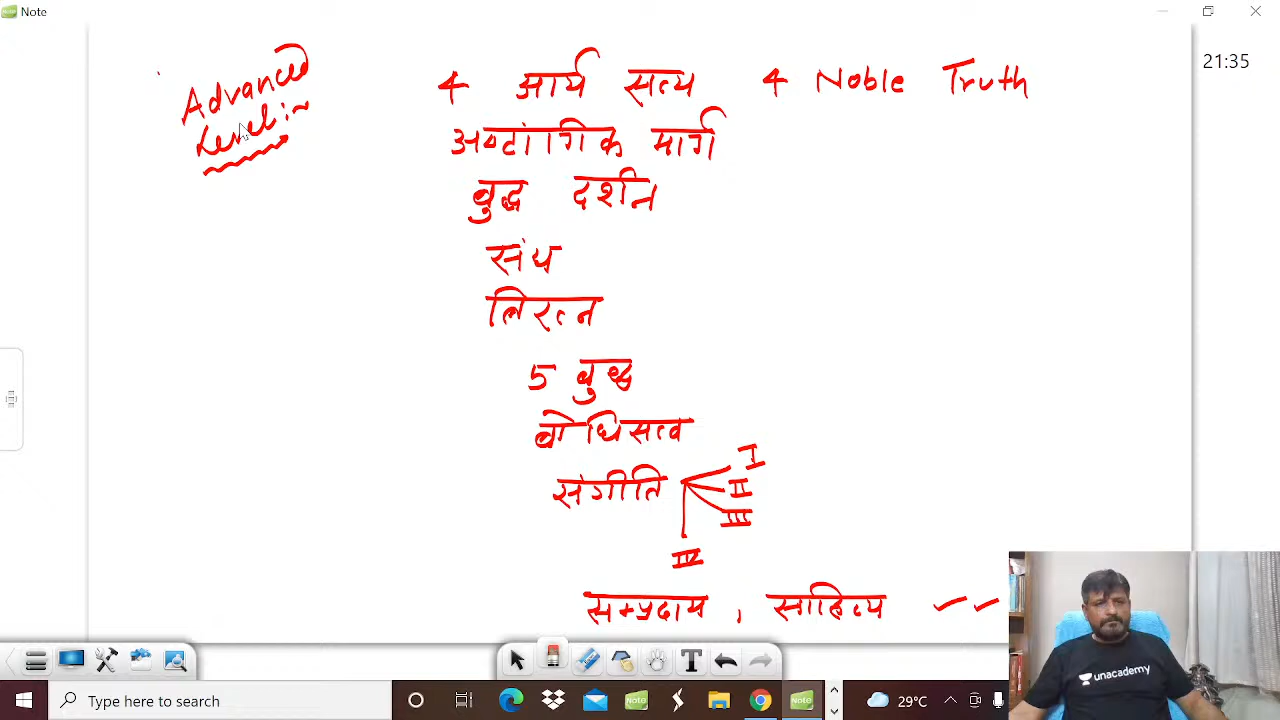 Note
21:35
Advanced
Level :~
4 आर्य सत्य 4 Noble Truth
अष्टांगिक मार्ग
बुद्ध दर्शन
संघ
त्रिरत्न
5 बुद्ध
बोधिसत्व
संगीति I
II
III
IV
सम्प्रदाय , साहित्य
unacademy
Type here to search
29°C